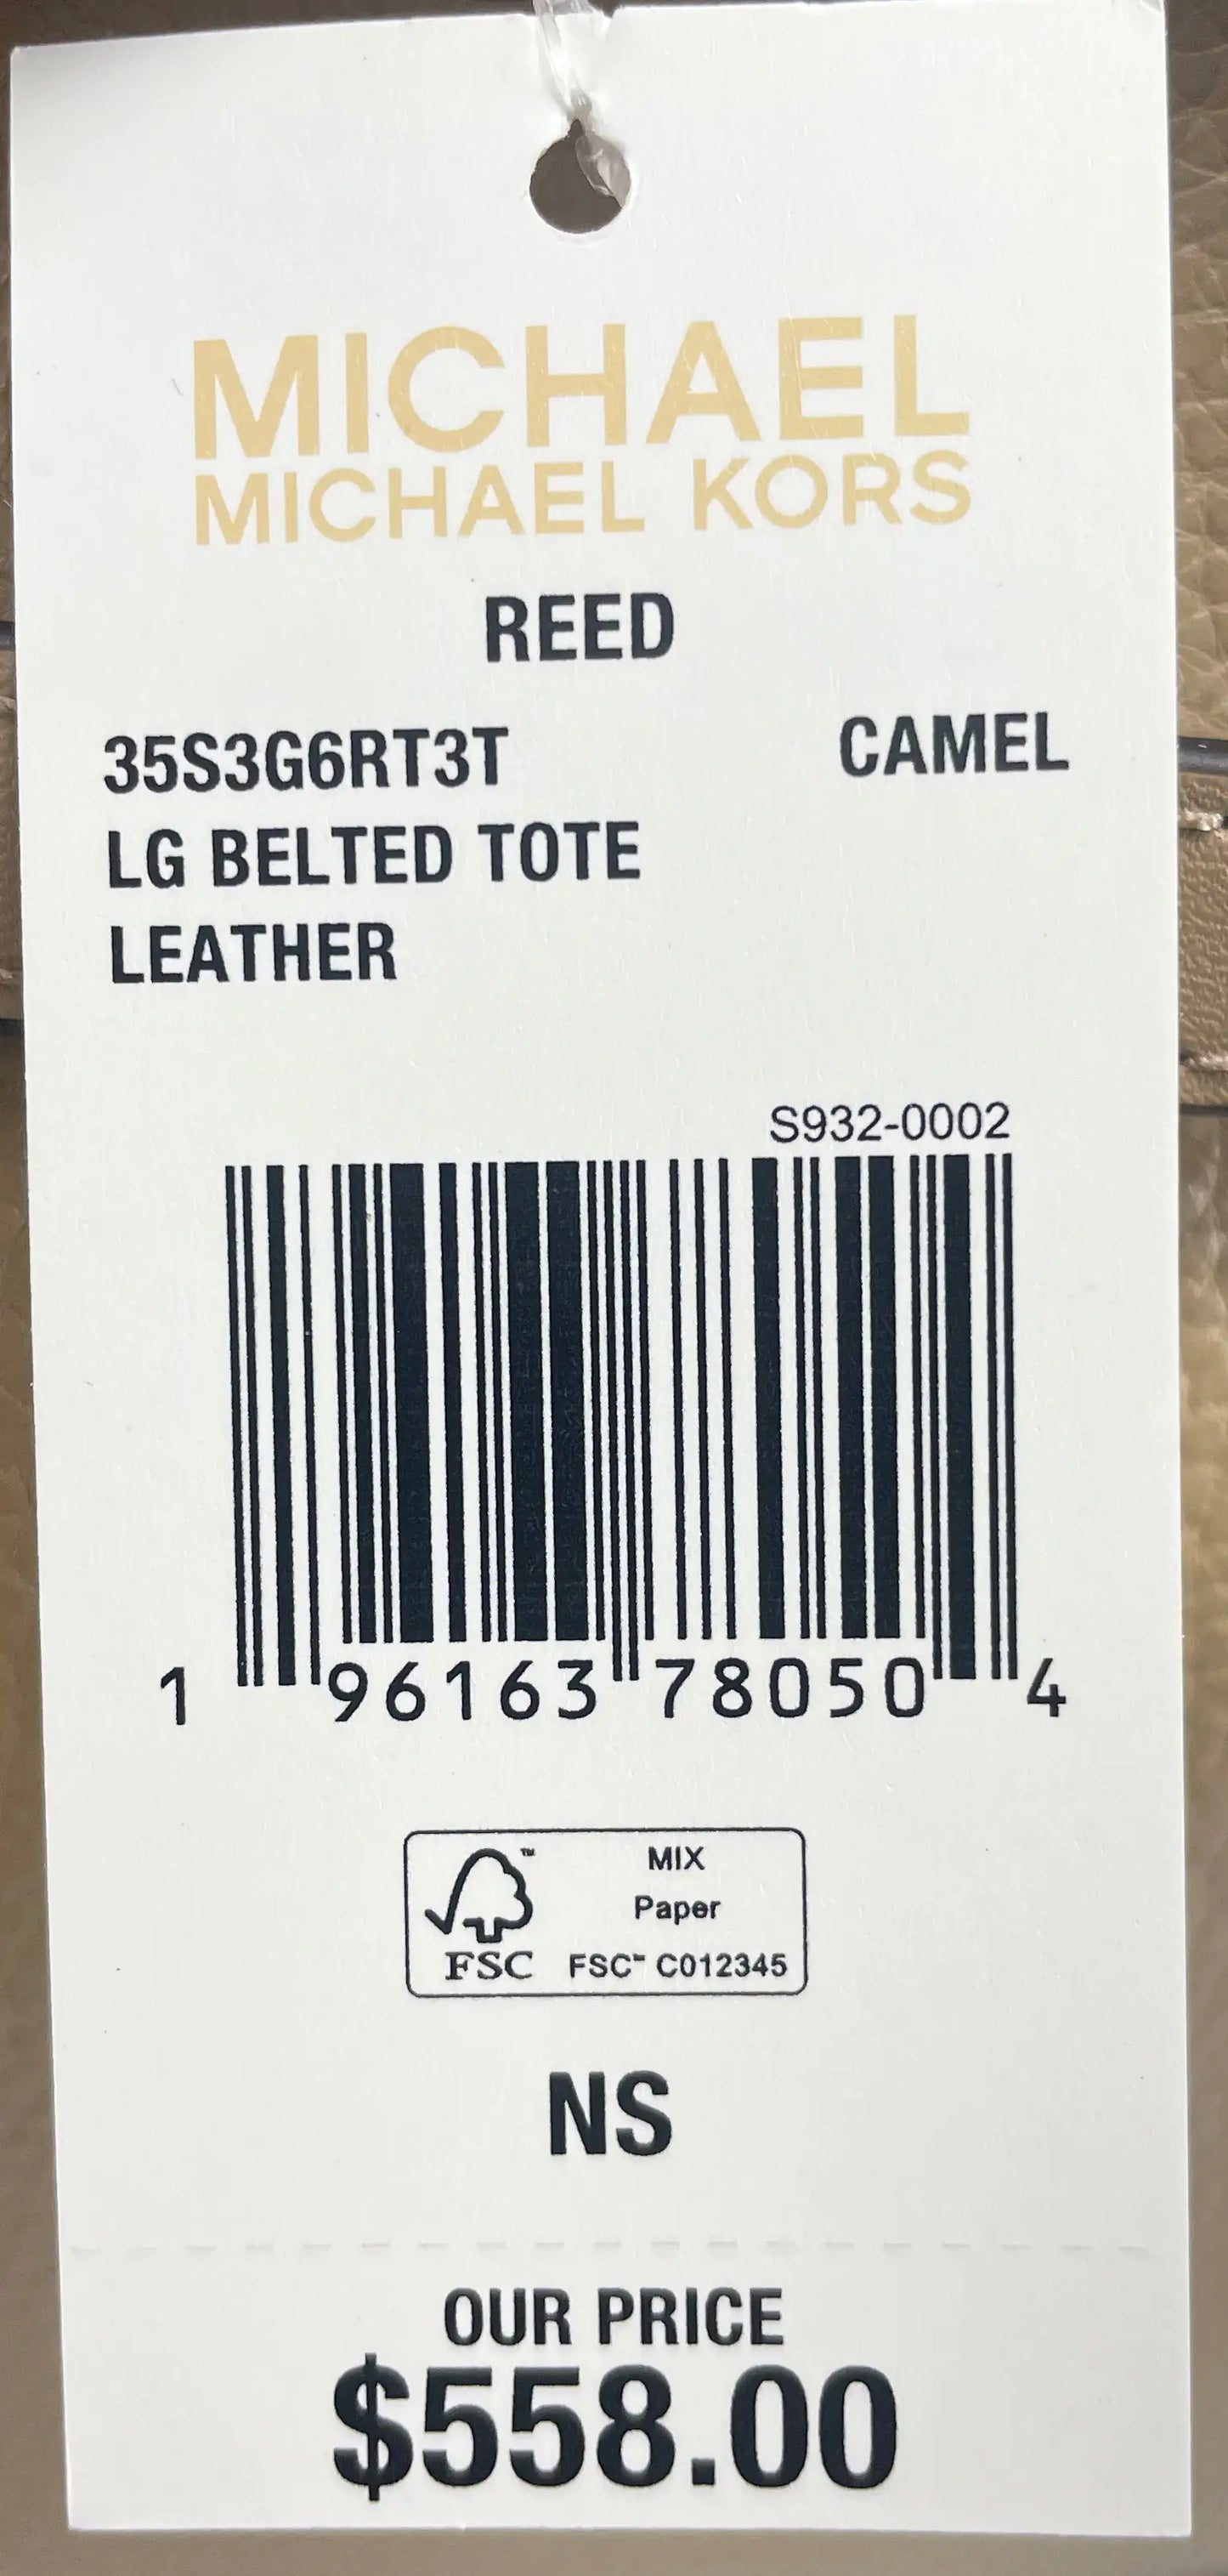 MICHAEL
MICHAEL KORS
REED
35S3G6RT3T CAMEL
LG BELTED TOTE
LEATHER
S932-0002
1 96163 78050 4
MIX
Paper
FSC FSC™ C012345
NS
OUR PRICE
$558.00